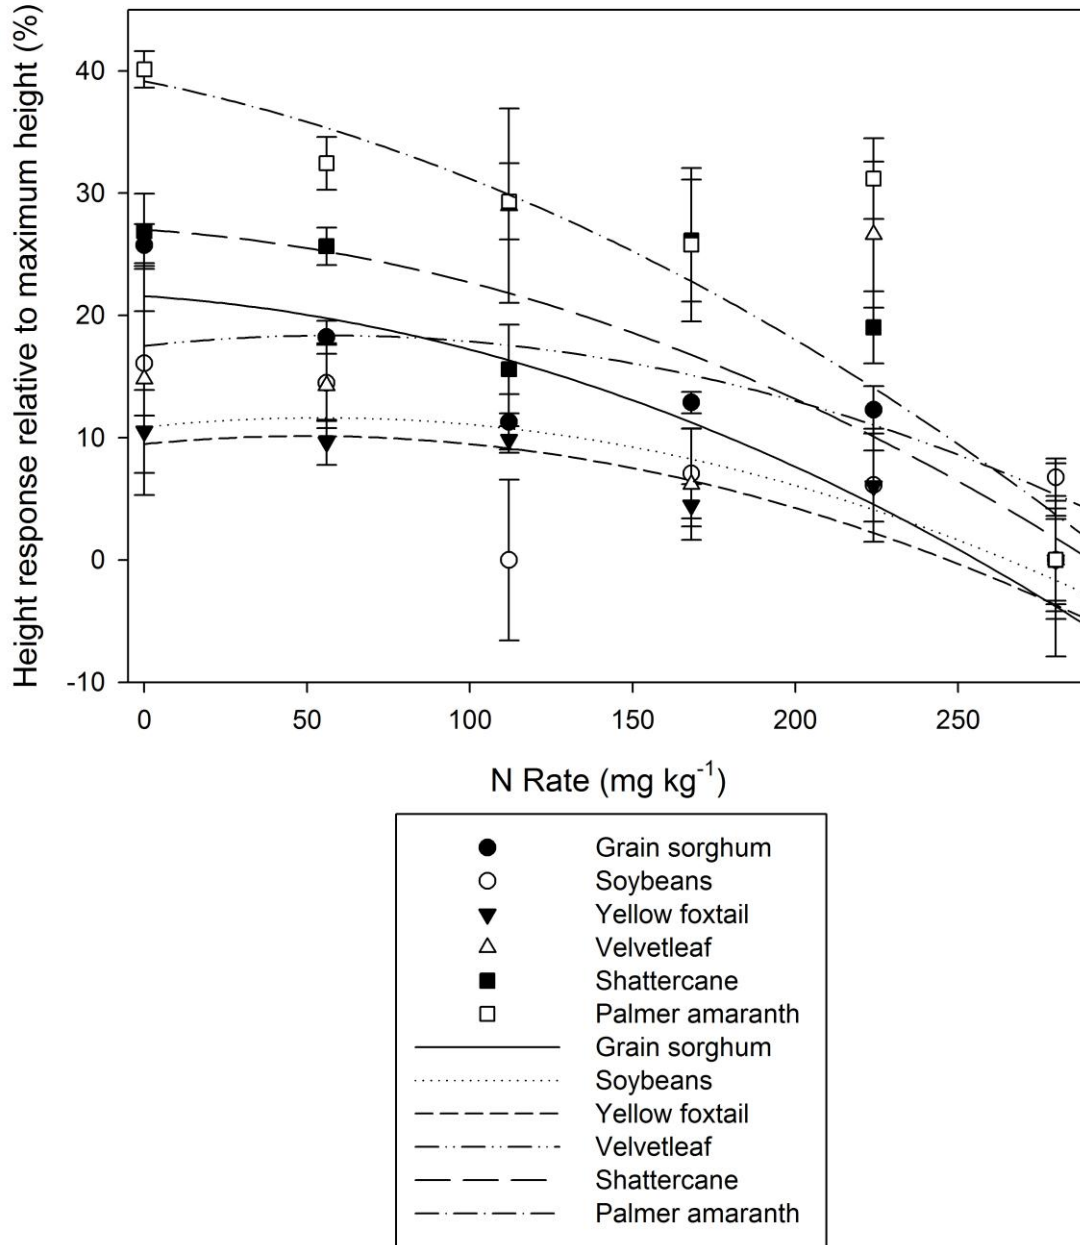 Height response relative to maximum height (%)
40
30
20
10
0
-10
0 50 100 150 200 250
N Rate (mg kg⁻¹)
Grain sorghum
Soybeans
Yellow foxtail
Velvetleaf
Shattercane
Palmer amaranth
Grain sorghum
Soybeans
Yellow foxtail
Velvetleaf
Shattercane
Palmer amaranth